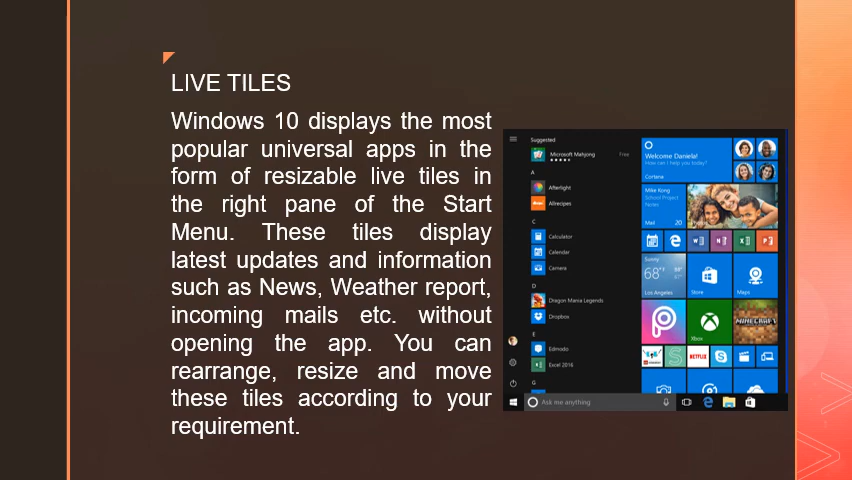 LIVE TILES
Windows 10 displays the most
popular universal apps in the
form of resizable live tiles in
the right pane of the Start
Menu. These tiles display
latest updates and information
such as News, Weather report,
incoming mails etc. without
opening the app. You can
rearrange, resize and move
these tiles according to your
requirement.
Suggested
Microsoft Mahjong
Free
A
Afterlight
Allrecipes
C
Calculator
Calendar
Camera
D
Dragon Mania Legends
Dropbox
E
Edmodo
Excel 2016
G
Ask me anything
Welcome Daniela!
How can I help you today?
Cortana
Mike Kong
School Project
Notes
Mail 20
Sunny
68°
Los Angeles
Store
Maps
Xbox
MINECRAFT
NETFLIX